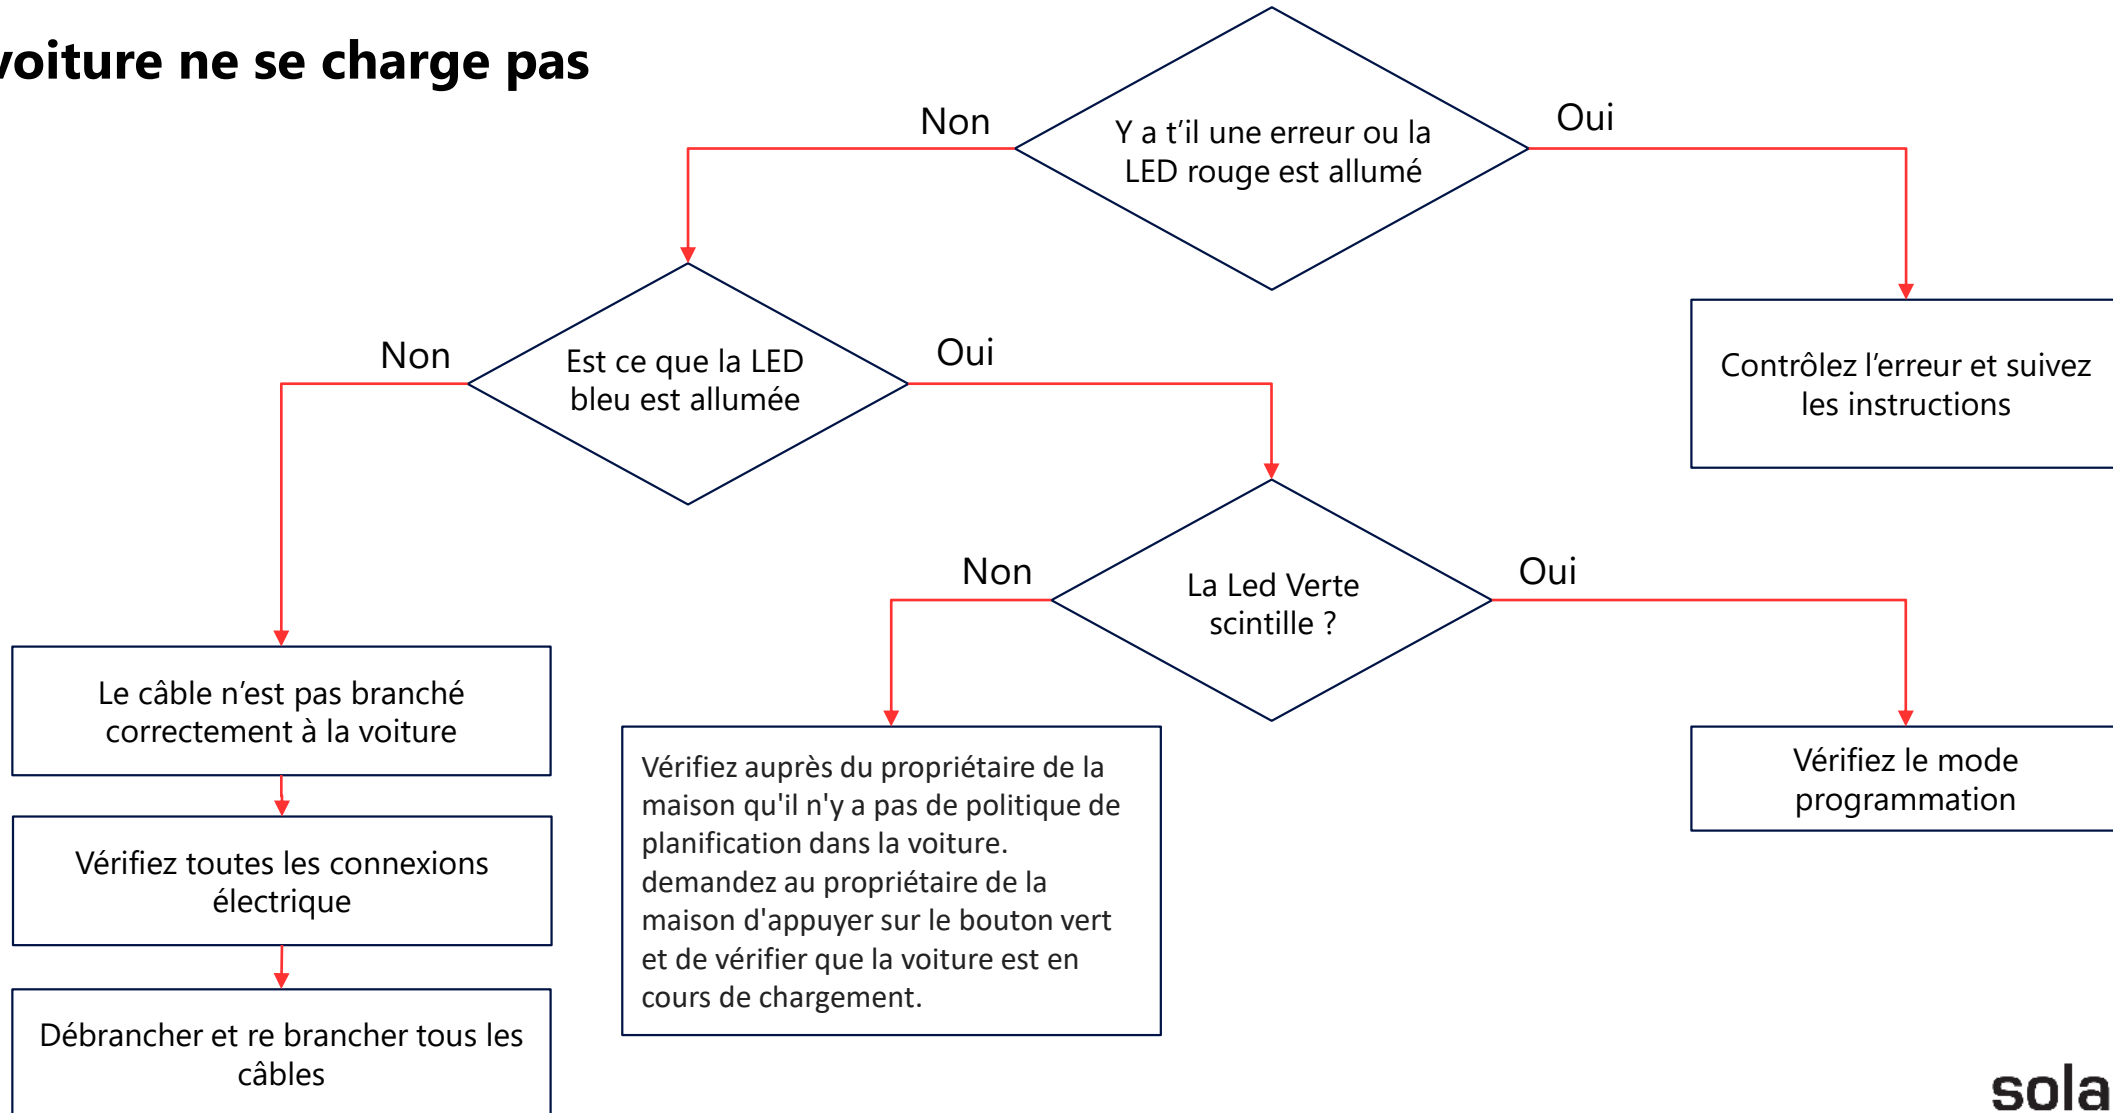 voiture ne se charge pas
Non
Y a t’il une erreur ou la
LED rouge est allumé
Oui
Non
Est ce que la LED
bleu est allumée
Oui
Contrôlez l’erreur et suivez
les instructions
Non
La Led Verte
scintille ?
Oui
Le câble n’est pas branché
correctement à la voiture
Vérifiez auprès du propriétaire de la
maison qu'il n'y a pas de politique de
planification dans la voiture.
demandez au propriétaire de la
maison d'appuyer sur le bouton vert
et de vérifier que la voiture est en
cours de chargement.
Vérifiez le mode
programmation
Vérifiez toutes les connexions
électrique
Débrancher et re brancher tous les
câbles
sola